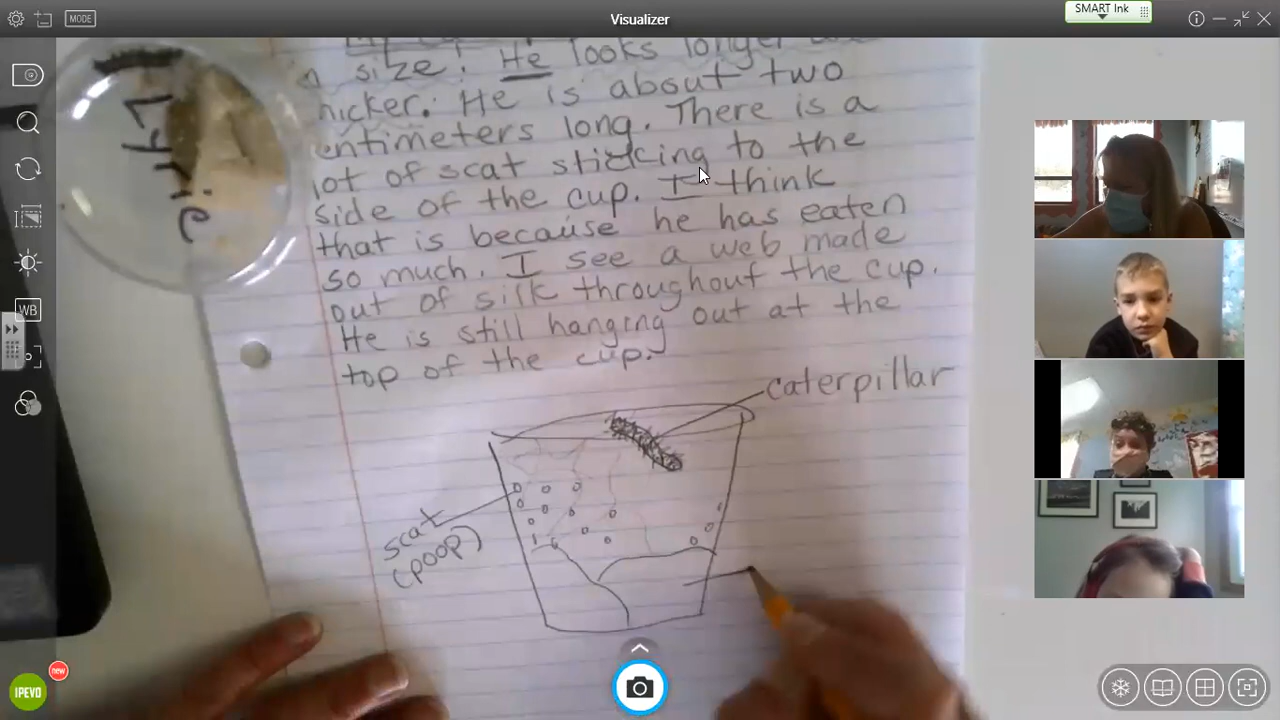 Visualizer
SMART Ink
MODE
in size! He looks longer and
thicker. He is about two
centimeters long. There is a
lot of scat sticking to the
side of the cup. I think
that is because he has eaten
so much. I see a web made
out of silk throughout the cup.
He is still hanging out at the
top of the cup.
caterpillar
scat
(poop)
Lyric
WB
IPEVO
new